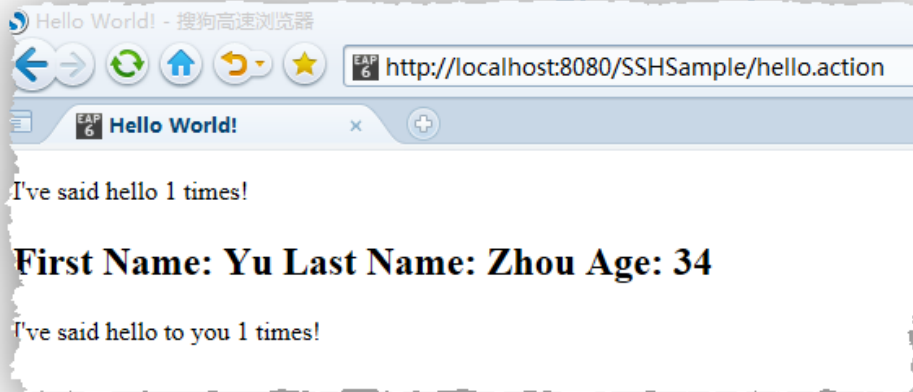 Hello World! - 搜狗高速浏览器
EAP 6 http://localhost:8080/SSHSample/hello.action
EAP 6 Hello World!
I've said hello 1 times!
First Name: Yu Last Name: Zhou Age: 34
I've said hello to you 1 times!